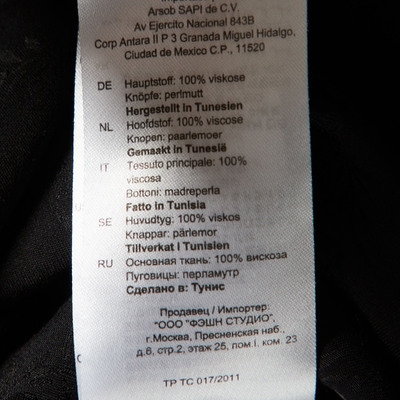 Arsob SAPI de C.V.
Av Ejercito Nacional 843B
Corp Antara II P 3 Granada Miguel Hidalgo,
Ciudad de Mexico C.P., 11520
DE Hauptstoff: 100% viskose
Knöpfe: perlmutt
Hergestellt in Tunesien
NL Hoofdstof: 100% viscose
Knopen: paarlemoer
Gemaakt in Tunesië
IT Tessuto principale: 100%
viscosa
Bottoni: madreperla
Fatto in Tunisia
SE Huvudtyg: 100% viskos
Knappar: pärlemor
Tillverkat i Tunisien
RU Основная ткань: 100% вискоза
Пуговицы: перламутр
Сделано в: Тунис
Продавец / Импортер:
"ООО "ФЭШН СТУДИО",
г.Москва, Пресненская наб.,
д.6, стр.2, этаж 25, пом.I. ком. 23
ТР ТС 017/2011